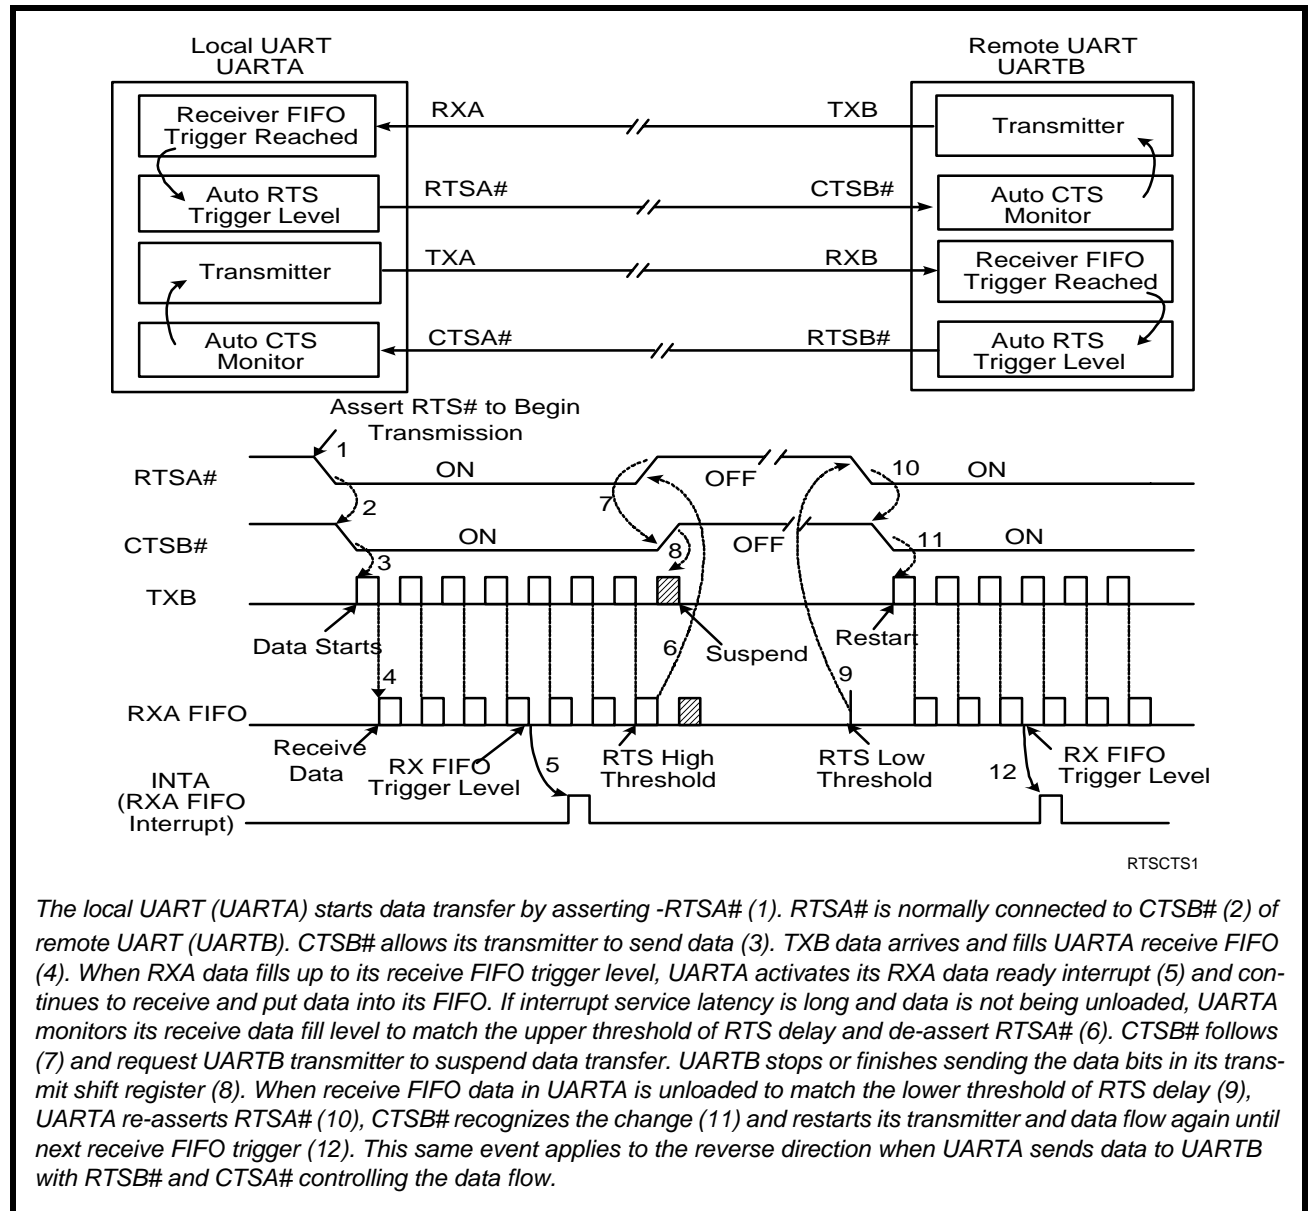 Local UART
UARTA
Remote UART
UARTB
Receiver FIFO
Trigger Reached
RXA
TXB
Transmitter
Auto RTS
Trigger Level
RTSA#
CTSB#
Auto CTS
Monitor
Transmitter
TXA
RXB
Receiver FIFO
Trigger Reached
Auto CTS
Monitor
CTSA#
RTSB#
Auto RTS
Trigger Level
Assert RTS# to Begin
Transmission
1
RTSA#
ON
OFF
10
ON
2
7
CTSB#
ON
8
OFF
11
ON
3
TXB
Data Starts
6
Suspend
Restart
4
9
RXA FIFO
Receive
Data
RX FIFO
Trigger Level
5
RTS High
Threshold
RTS Low
Threshold
12
RX FIFO
Trigger Level
INTA
(RXA FIFO
Interrupt)
RTSCTS1
The local UART (UARTA) starts data transfer by asserting -RTSA# (1). RTSA# is normally connected to CTSB# (2) of
remote UART (UARTB). CTSB# allows its transmitter to send data (3). TXB data arrives and fills UARTA receive FIFO
(4). When RXA data fills up to its receive FIFO trigger level, UARTA activates its RXA data ready interrupt (5) and con-
tinues to receive and put data into its FIFO. If interrupt service latency is long and data is not being unloaded, UARTA
monitors its receive data fill level to match the upper threshold of RTS delay and de-assert RTSA# (6). CTSB# follows
(7) and request UARTB transmitter to suspend data transfer. UARTB stops or finishes sending the data bits in its trans-
mit shift register (8). When receive FIFO data in UARTA is unloaded to match the lower threshold of RTS delay (9),
UARTA re-asserts RTSA# (10), CTSB# recognizes the change (11) and restarts its transmitter and data flow again until
next receive FIFO trigger (12). This same event applies to the reverse direction when UARTA sends data to UARTB
with RTSB# and CTSA# controlling the data flow.